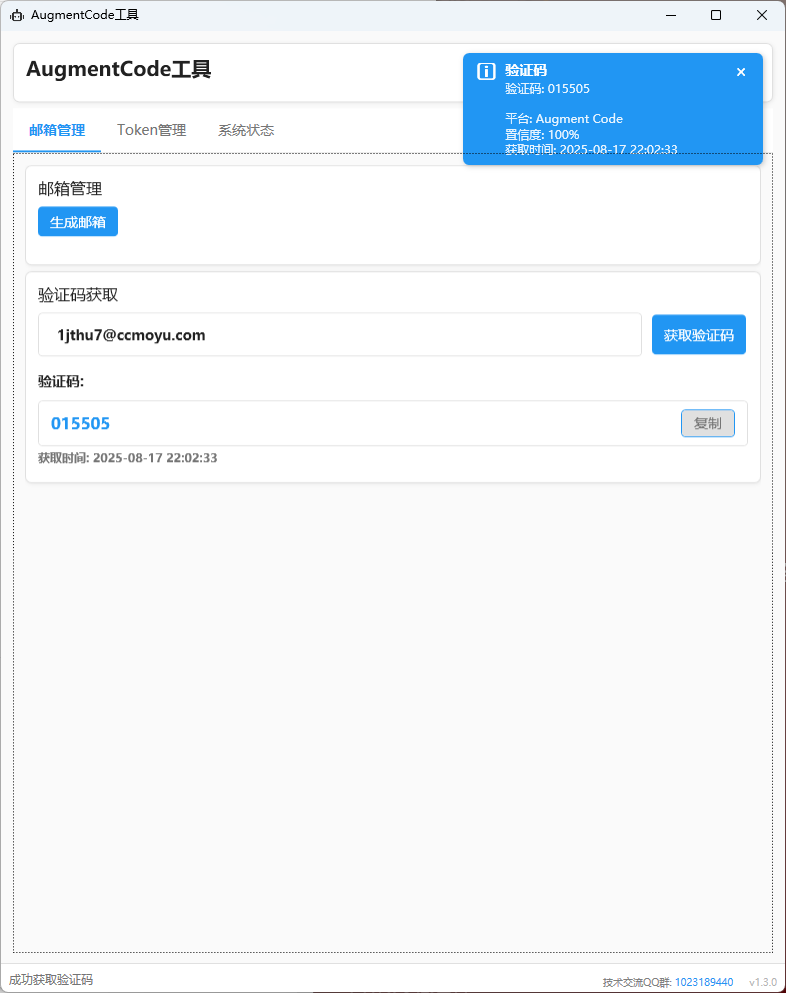 AugmentCode工具
AugmentCode工具
验证码
验证码: 015505
平台: Augment Code
置信度: 100%
获取时间: 2025-08-17 22:02:33
邮箱管理
Token管理
系统状态
邮箱管理
生成邮箱
验证码获取
1jthu7@ccmoyu.com
获取验证码
验证码:
015505
复制
获取时间: 2025-08-17 22:02:33
成功获取验证码
技术交流QQ群: 1023189440
v1.3.0